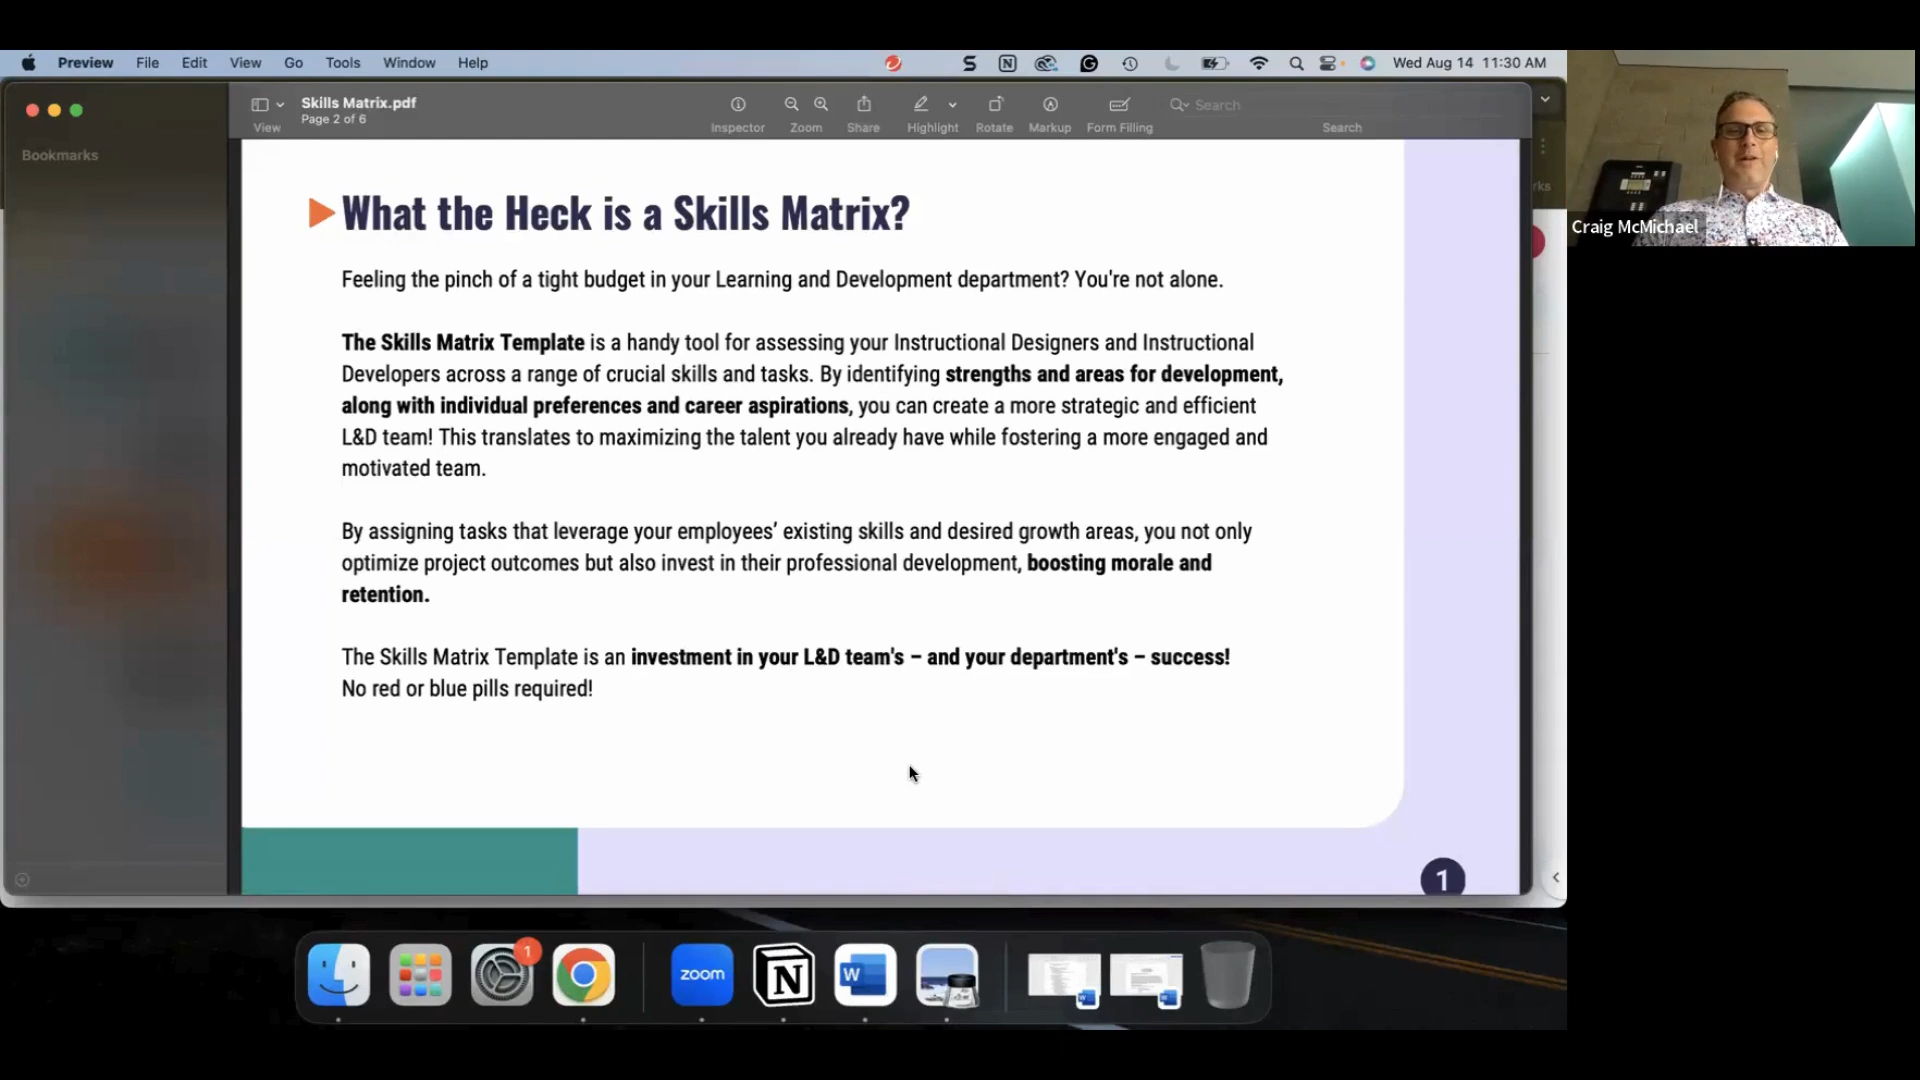 Preview File Edit View Go Tools Window Help
Wed Aug 14 11:30 AM
Skills Matrix.pdf
Page 2 of 6
View
Inspector Zoom Share Highlight Rotate Markup Form Filling
Search
Search
Bookmarks
rks
What the Heck is a Skills Matrix?
Feeling the pinch of a tight budget in your Learning and Development department? You're not alone.
The Skills Matrix Template is a handy tool for assessing your Instructional Designers and Instructional
Developers across a range of crucial skills and tasks. By identifying strengths and areas for development,
along with individual preferences and career aspirations, you can create a more strategic and efficient
L&D team! This translates to maximizing the talent you already have while fostering a more engaged and
motivated team.
By assigning tasks that leverage your employees’ existing skills and desired growth areas, you not only
optimize project outcomes but also invest in their professional development, boosting morale and
retention.
The Skills Matrix Template is an investment in your L&D team's – and your department's – success!
No red or blue pills required!
1
Craig McMichael
1
zoom
N
W